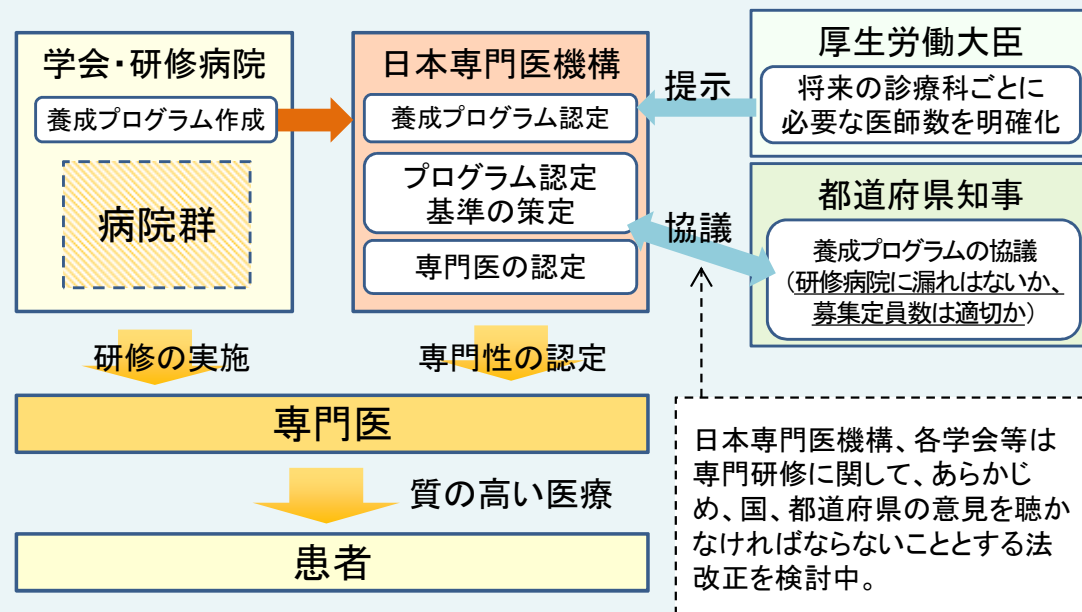 学会・研修病院
養成プログラム作成
病院群
日本専門医機構
養成プログラム認定
プログラム認定
基準の策定
専門医の認定
提示
協議
厚生労働大臣
将来の診療科ごとに
必要な医師数を明確化
都道府県知事
養成プログラムの協議
（研修病院に漏れはないか、
募集定員数は適切か）
研修の実施
専門性の認定
専門医
質の高い医療
患者
日本専門医機構、各学会等は
専門研修に関して、あらかじ
め、国、都道府県の意見を聴か
なければならないこととする法
改正を検討中。